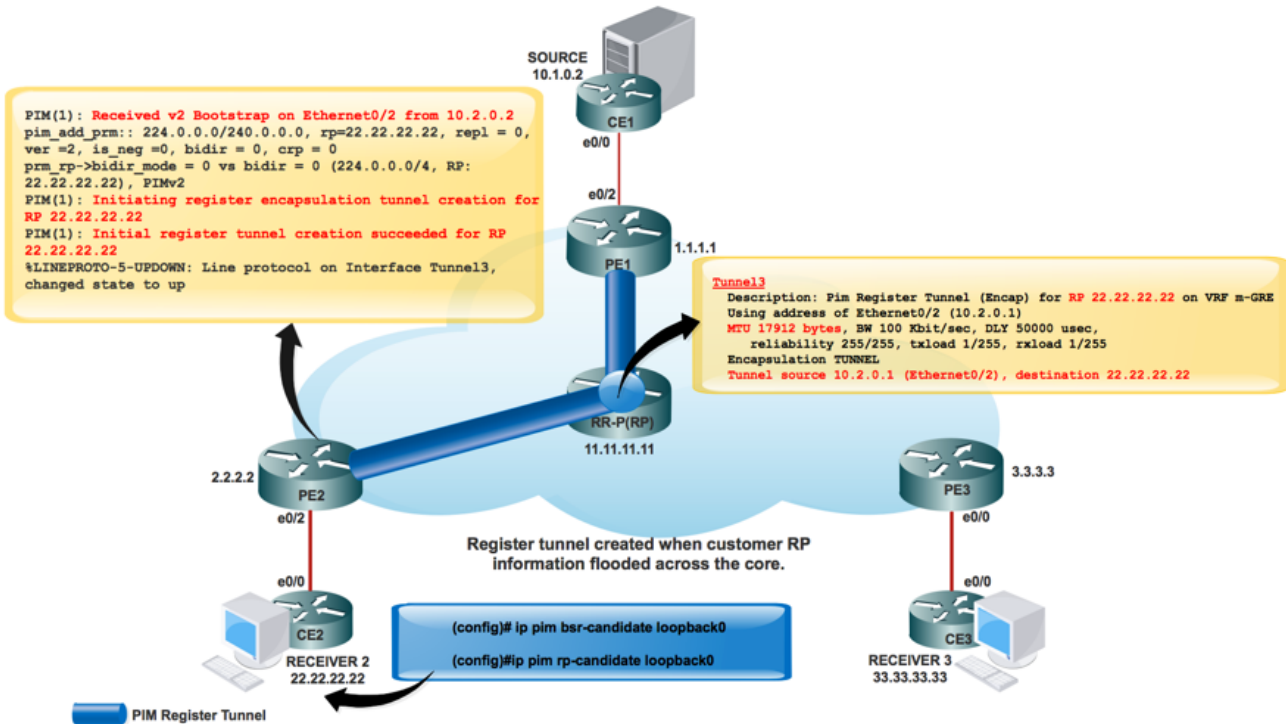 SOURCE
10.1.0.2
CE1
e0/0
PIM(1): Received v2 Bootstrap on Ethernet0/2 from 10.2.0.2
pim_add_prm:: 224.0.0.0/240.0.0.0, rp=22.22.22.22, repl = 0,
ver =2, is_neg =0, bidir = 0, crp = 0
prm_rp->bidir_mode = 0 vs bidir = 0 (224.0.0.0/4, RP:
22.22.22.22), PIMv2
PIM(1): Initiating register encapsulation tunnel creation for
RP 22.22.22.22
PIM(1): Initial register tunnel creation succeeded for RP
22.22.22.22
%LINEPROTO-5-UPDOWN: Line protocol on Interface Tunnel3,
changed state to up
e0/2
1.1.1.1
PE1
Tunnel3
Description: Pim Register Tunnel (Encap) for RP 22.22.22.22 on VRF m-GRE
Using address of Ethernet0/2 (10.2.0.1)
MTU 17912 bytes, BW 100 Kbit/sec, DLY 50000 usec,
reliability 255/255, txload 1/255, rxload 1/255
Encapsulation TUNNEL
Tunnel source 10.2.0.1 (Ethernet0/2), destination 22.22.22.22
RR-P(RP)
11.11.11.11
2.2.2.2
PE2
e0/2
3.3.3.3
PE3
e0/0
Register tunnel created when customer RP
information flooded across the core.
e0/0
CE2
RECEIVER 2
22.22.22.22
(config)# ip pim bsr-candidate loopback0
(config)#ip pim rp-candidate loopback0
e0/0
CE3
RECEIVER 3
33.33.33.33
PIM Register Tunnel